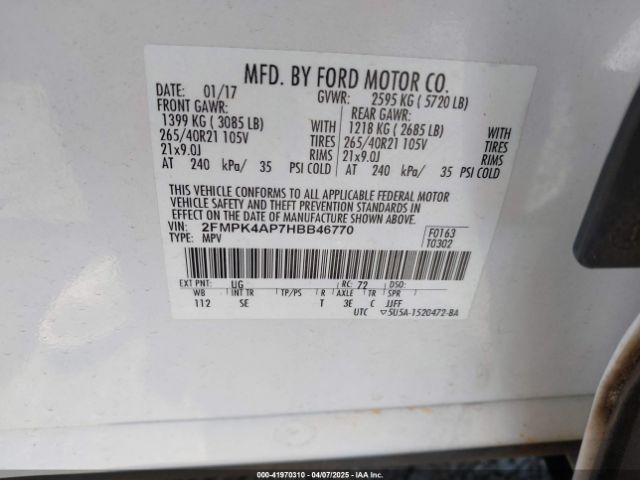 MFD. BY FORD MOTOR CO.
DATE: 01/17 GVWR: 2595 KG ( 5720 LB)
FRONT GAWR: REAR GAWR:
1399 KG ( 3085 LB) WITH 1218 KG ( 2685 LB) WITH
265/40R21 105V TIRES 265/40R21 105V TIRES
21x9.0J RIMS 21x9.0J RIMS
AT 240 kPa/ 35 PSI COLD AT 240 kPa/ 35 PSI COLD
THIS VEHICLE CONFORMS TO ALL APPLICABLE FEDERAL MOTOR
VEHICLE SAFETY AND THEFT PREVENTION STANDARDS IN
EFFECT ON THE DATE OF MANUFACTURE SHOWN ABOVE.
VIN: 2FMPK4AP7HBB46770 F0163
TYPE: MPV T0302
EXT PNT: UG RC: 72 DSO:
WB INT TR TP/PS R AXLE TR SPR
112 SE T 3E C JJFF
UTC ▽5U5A-1520472-BA
00-41970310 - 04/07/2025 - IAA Inc.